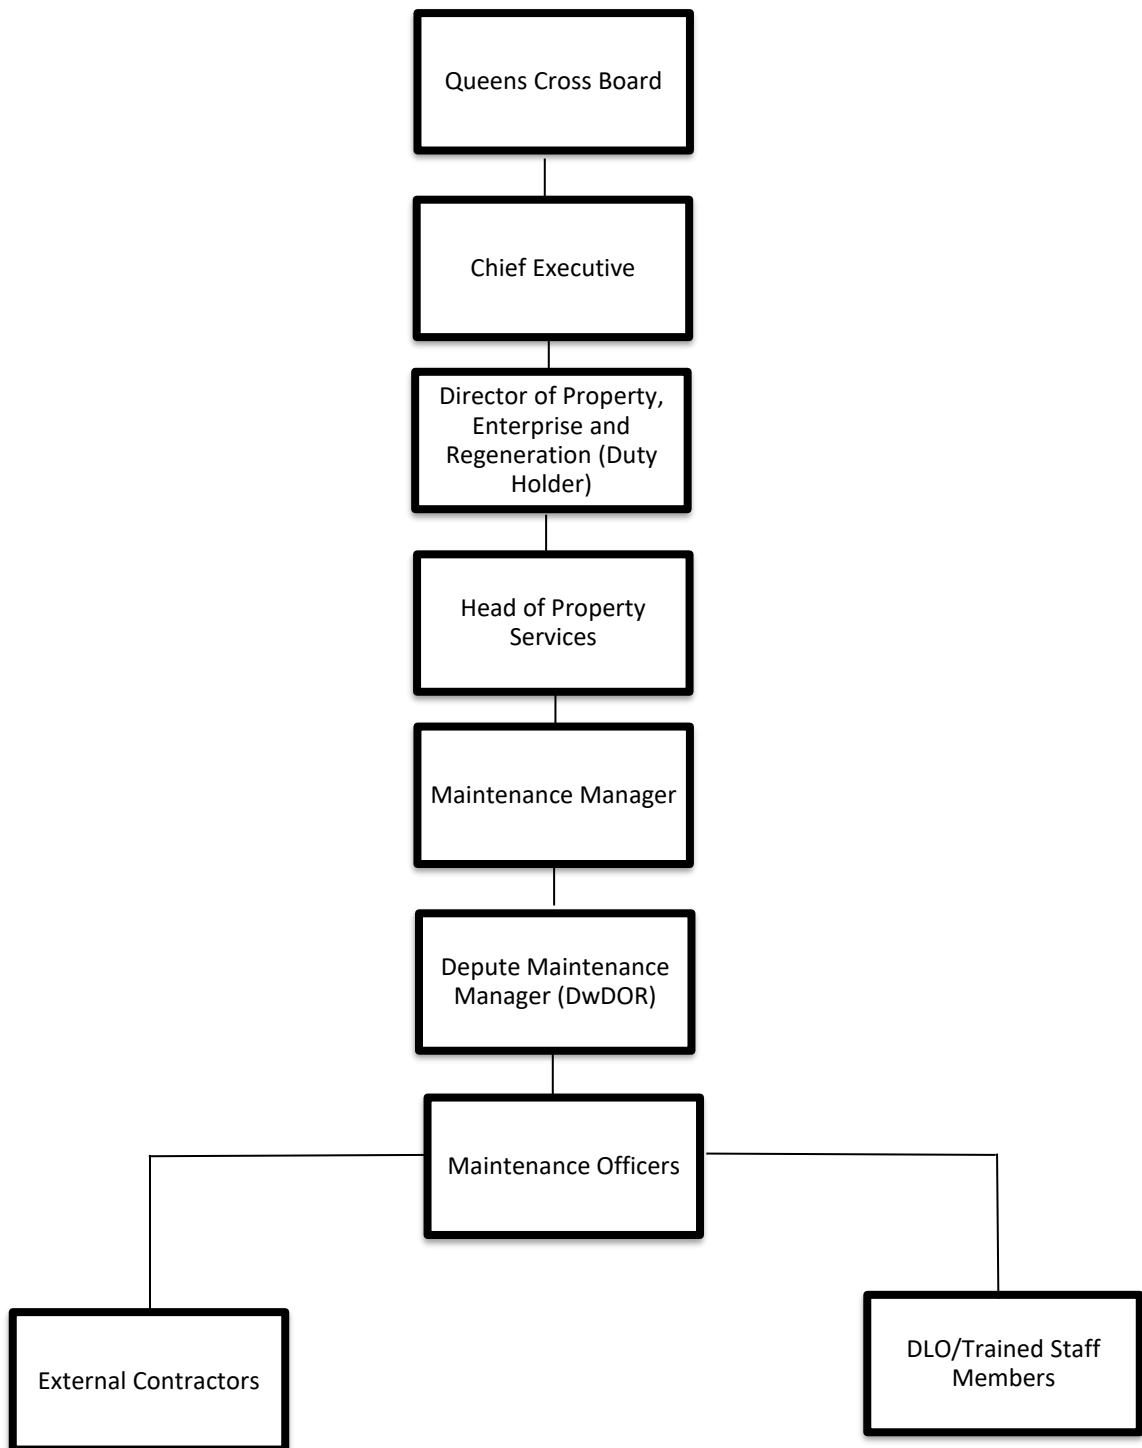 Queens Cross Board
Chief Executive
Director of Property,
Enterprise and
Regeneration (Duty
Holder)
Head of Property
Services
Maintenance Manager
Depute Maintenance
Manager (DwDOR)
Maintenance Officers
External Contractors
DLO/Trained Staff
Members